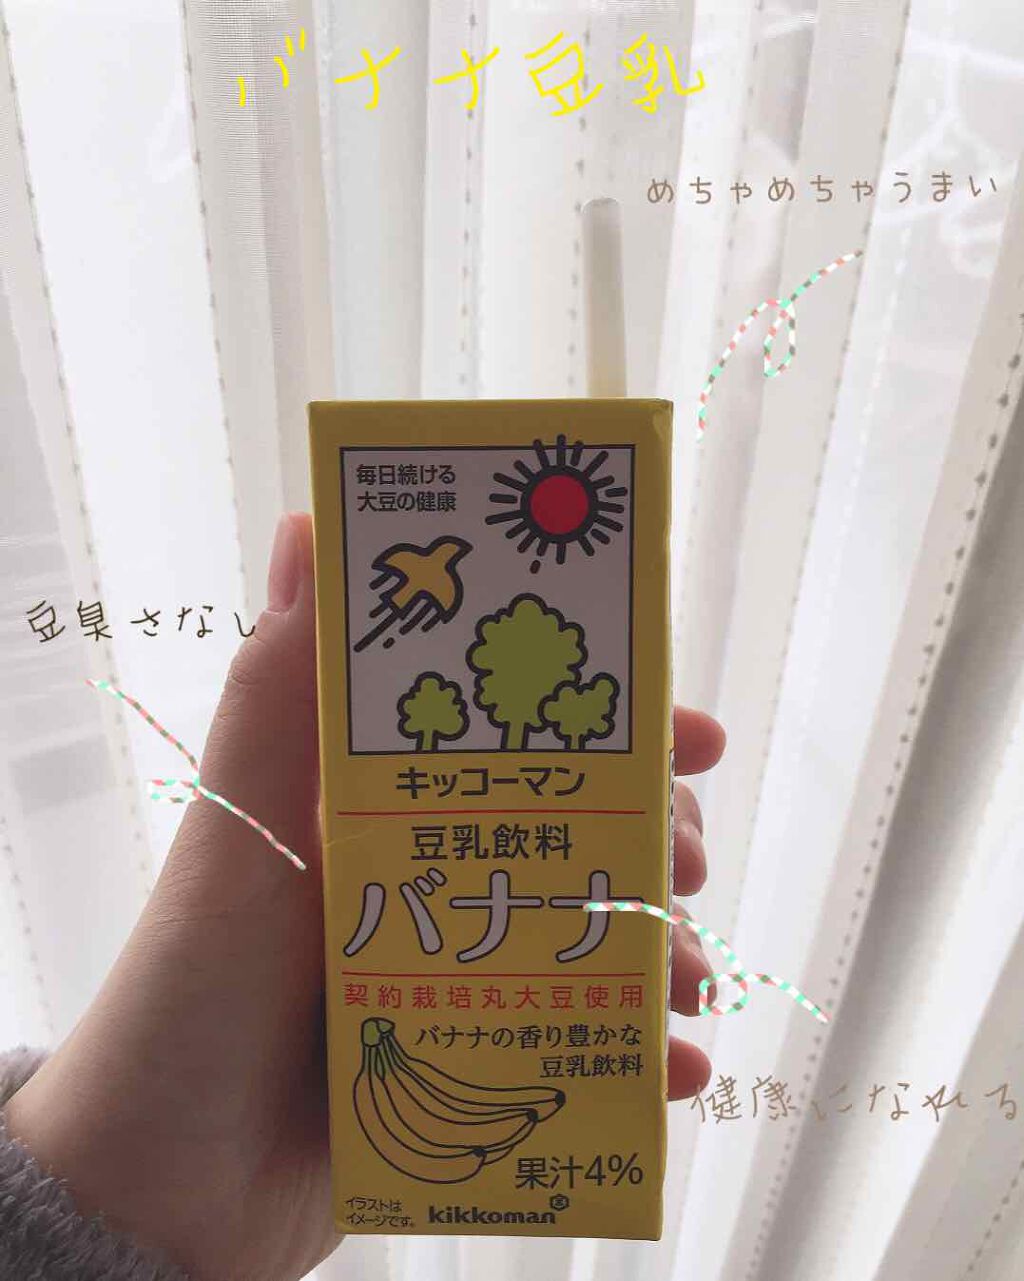 バナナ豆乳
めちゃめちゃうまい
毎日続ける
大豆の健康
豆臭さなし
キッコーマン
豆乳飲料
バナナ
契約栽培丸大豆使用
バナナの香り豊かな
豆乳飲料
健康になれる
果汁4%
イラストは
イメージです。
kikkoman